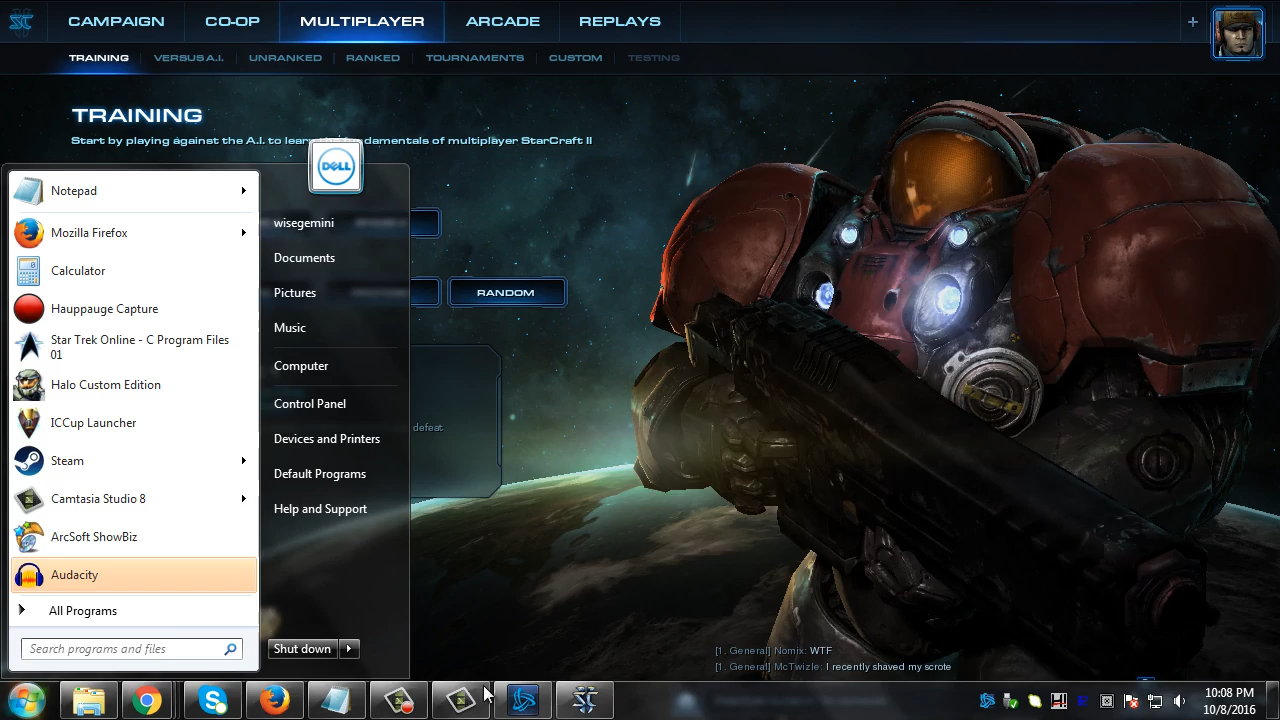 CAMPAIGN CO-OP MULTIPLAYER ARCADE REPLAYS +
TRAINING VERSUS A.I. UNRANKED RANKED TOURNAMENTS CUSTOM TESTING
TRAINING
Start by playing against the A.I. to lear damentals of multiplayer StarCraft II
DELL
Notepad
Mozilla Firefox
Calculator
Hauppauge Capture
Star Trek Online - C Program Files
01
Halo Custom Edition
ICCup Launcher
Steam
Camtasia Studio 8
ArcSoft ShowBiz
Audacity
All Programs
Search programs and files
wisegemini
Documents
Pictures
Music
Computer
Control Panel
Devices and Printers
Default Programs
Help and Support
Shut down
RANDOM
defeat
[1. General] Nomix: WTF
[1. General] McTwizle: I recently shaved my scrote
10:08 PM
10/8/2016